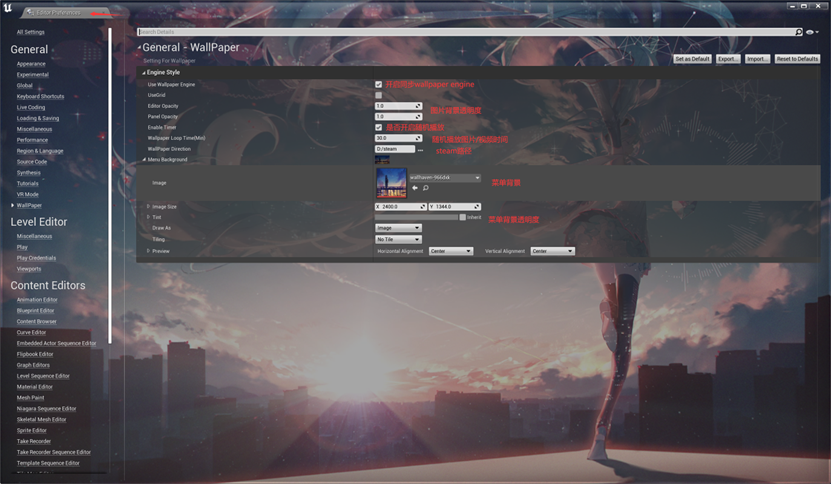 Editor Preferences
All Settings
General
Appearance
Experimental
Global
Keyboard Shortcuts
Live Coding
Loading & Saving
Miscellaneous
Performance
Region & Language
Source Code
Synthesis
Tutorials
VR Mode
WallPaper
Level Editor
Miscellaneous
Play
Play Credentials
Viewports
Content Editors
Animation Editor
Blueprint Editor
Content Browser
Curve Editor
Embedded Actor Sequence Editor
Flipbook Editor
Graph Editors
Level Sequence Editor
Material Editor
Mesh Paint
Niagara Sequence Editor
Skeletal Mesh Editor
Sprite Editor
Take Recorder
Take Recorder Sequence Editor
Template Sequence Editor
Search Details
General - WallPaper
Setting For Wallpaper
Set as Default Export... Import... Reset to Defaults
Engine Style
Use Wallpaper Engine 开启同步wallpaper engine
UseGrid
Editor Opacity 1.0 图片背景透明度
Panel Opacity 1.0
Enable Timer 是否开启随机播放
Wallpaper Loop Time(Min) 30.0 随机播放图片/视频时间
WallPaper Direction D:/steam ... steam路径
Menu Background
Image 菜单背景
Image Size X 2400.0 Y 1344.0
Tint Inherit 菜单背景透明度
Draw As Image
Tiling No Tile
Preview Horizontal Alignment Center Vertical Alignment Center